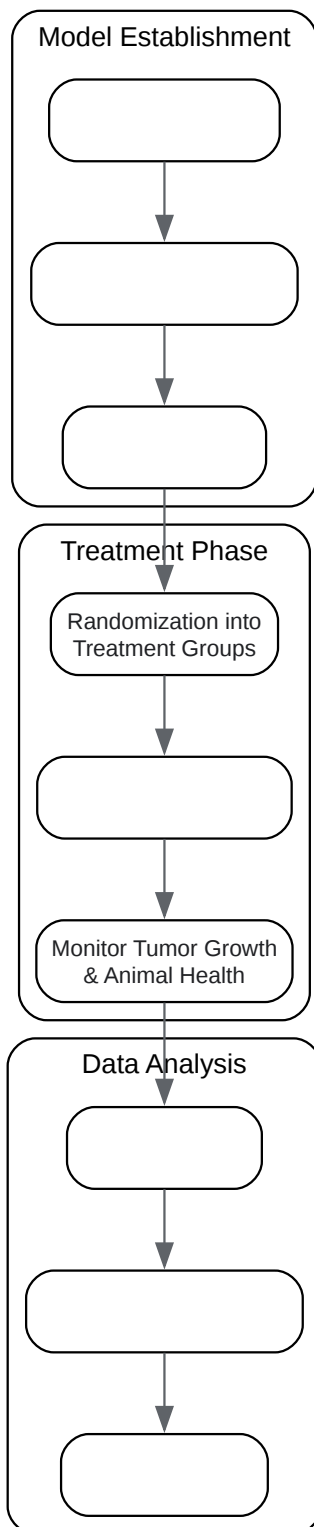 Model Establishment
Treatment Phase
Randomization into
Treatment Groups
Monitor Tumor Growth
& Animal Health
Data Analysis